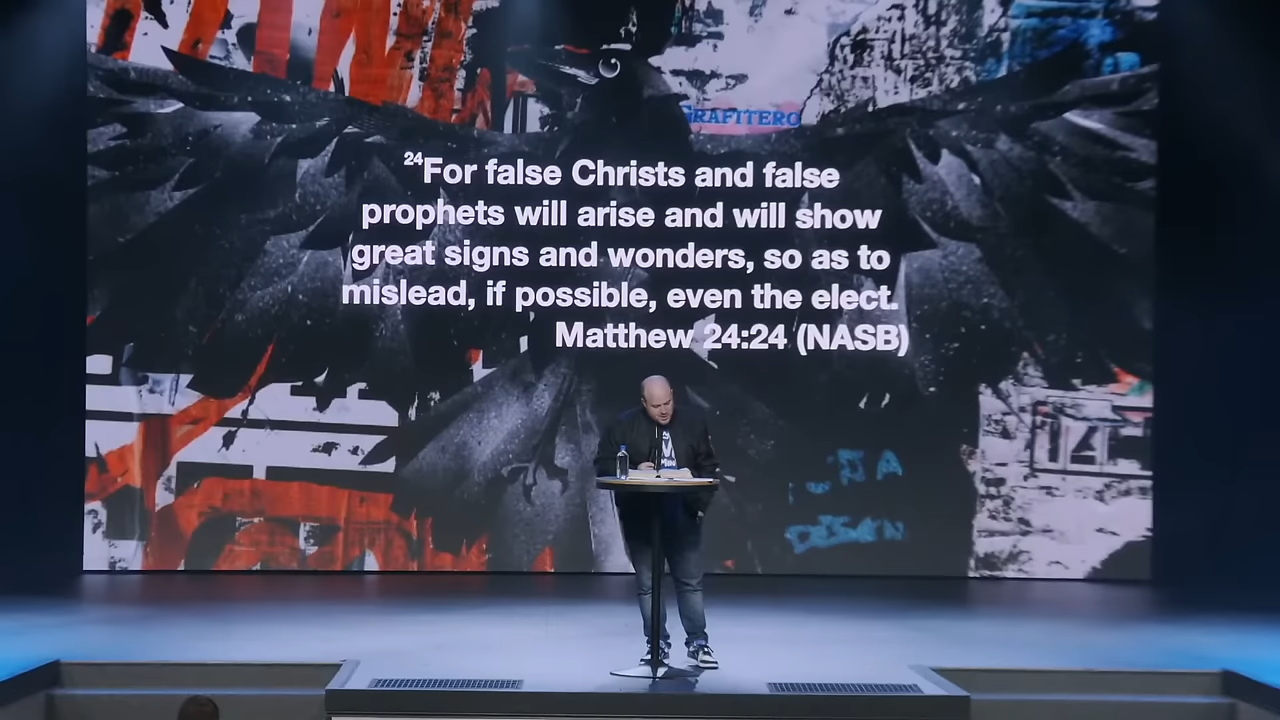 GRAFITERO
²⁴For false Christs and false
prophets will arise and will show
great signs and wonders, so as to
mislead, if possible, even the elect.
Matthew 24:24 (NASB)